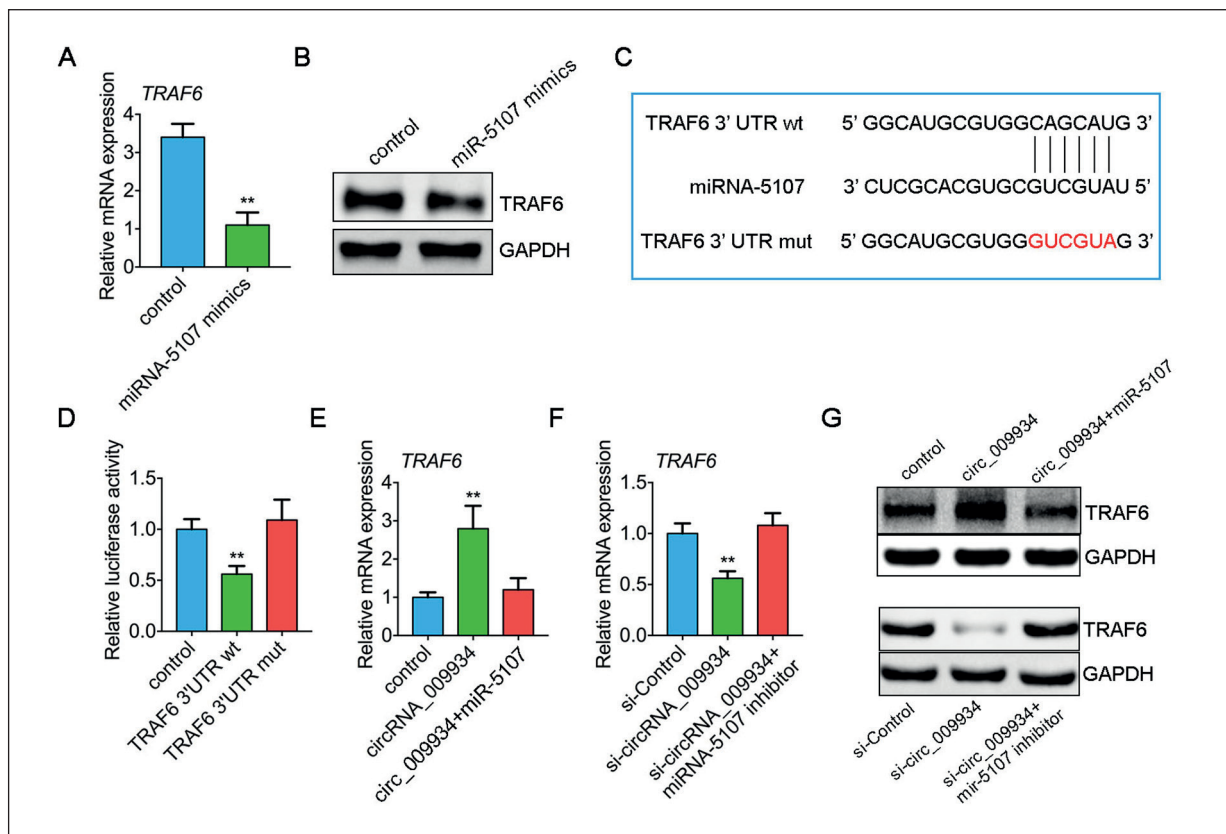 A
TRAF6
Relative mRNA expression
4
3
2
1
0
**
control
miRNA-5107 mimics
B
control
miR-5107 mimics
TRAF6
GAPDH
C
TRAF6 3' UTR wt 5' GGCAUGCGUGGCAGCAUG 3'
miRNA-5107 3' CUCGCACGUGCGUCGUAU 5'
TRAF6 3' UTR mut 5' GGCAUGCGUGGGUCGUAG 3'
D
Relative luciferase activity
1.5
1.0
0.5
0.0
**
control
TRAF6 3'UTR wt
TRAF6 3'UTR mut
E
TRAF6
Relative mRNA expression
4
3
2
1
0
**
control
circRNA_009934
circ_009934+miR-5107
F
TRAF6
Relative mRNA expression
1.5
1.0
0.5
0.0
**
si-Control
si-circRNA_009934
si-circRNA_009934+
miRNA-5107 inhibitor
G
control
circ_009934
circ_009934+miR-5107
TRAF6
GAPDH
TRAF6
GAPDH
si-Control
si-circ_009934
si-circ_009934+
mir-5107 inhibitor